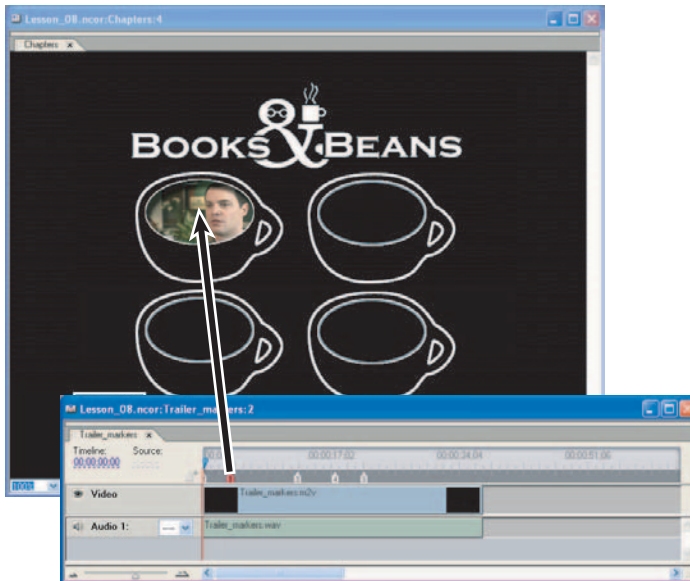 Lesson_08.ncor:Chapters:4
Chapters x
BOOKS & BEANS
100%
Lesson_08.ncor:Trailer_markers:2
Trailer_markers x
Timeline: Source:
00:00:00:00
00:00:17:02 00:00:34:04 00:00:51:06
Video Trailer_markers.m2v
Audio 1: Trailer_markers.wav